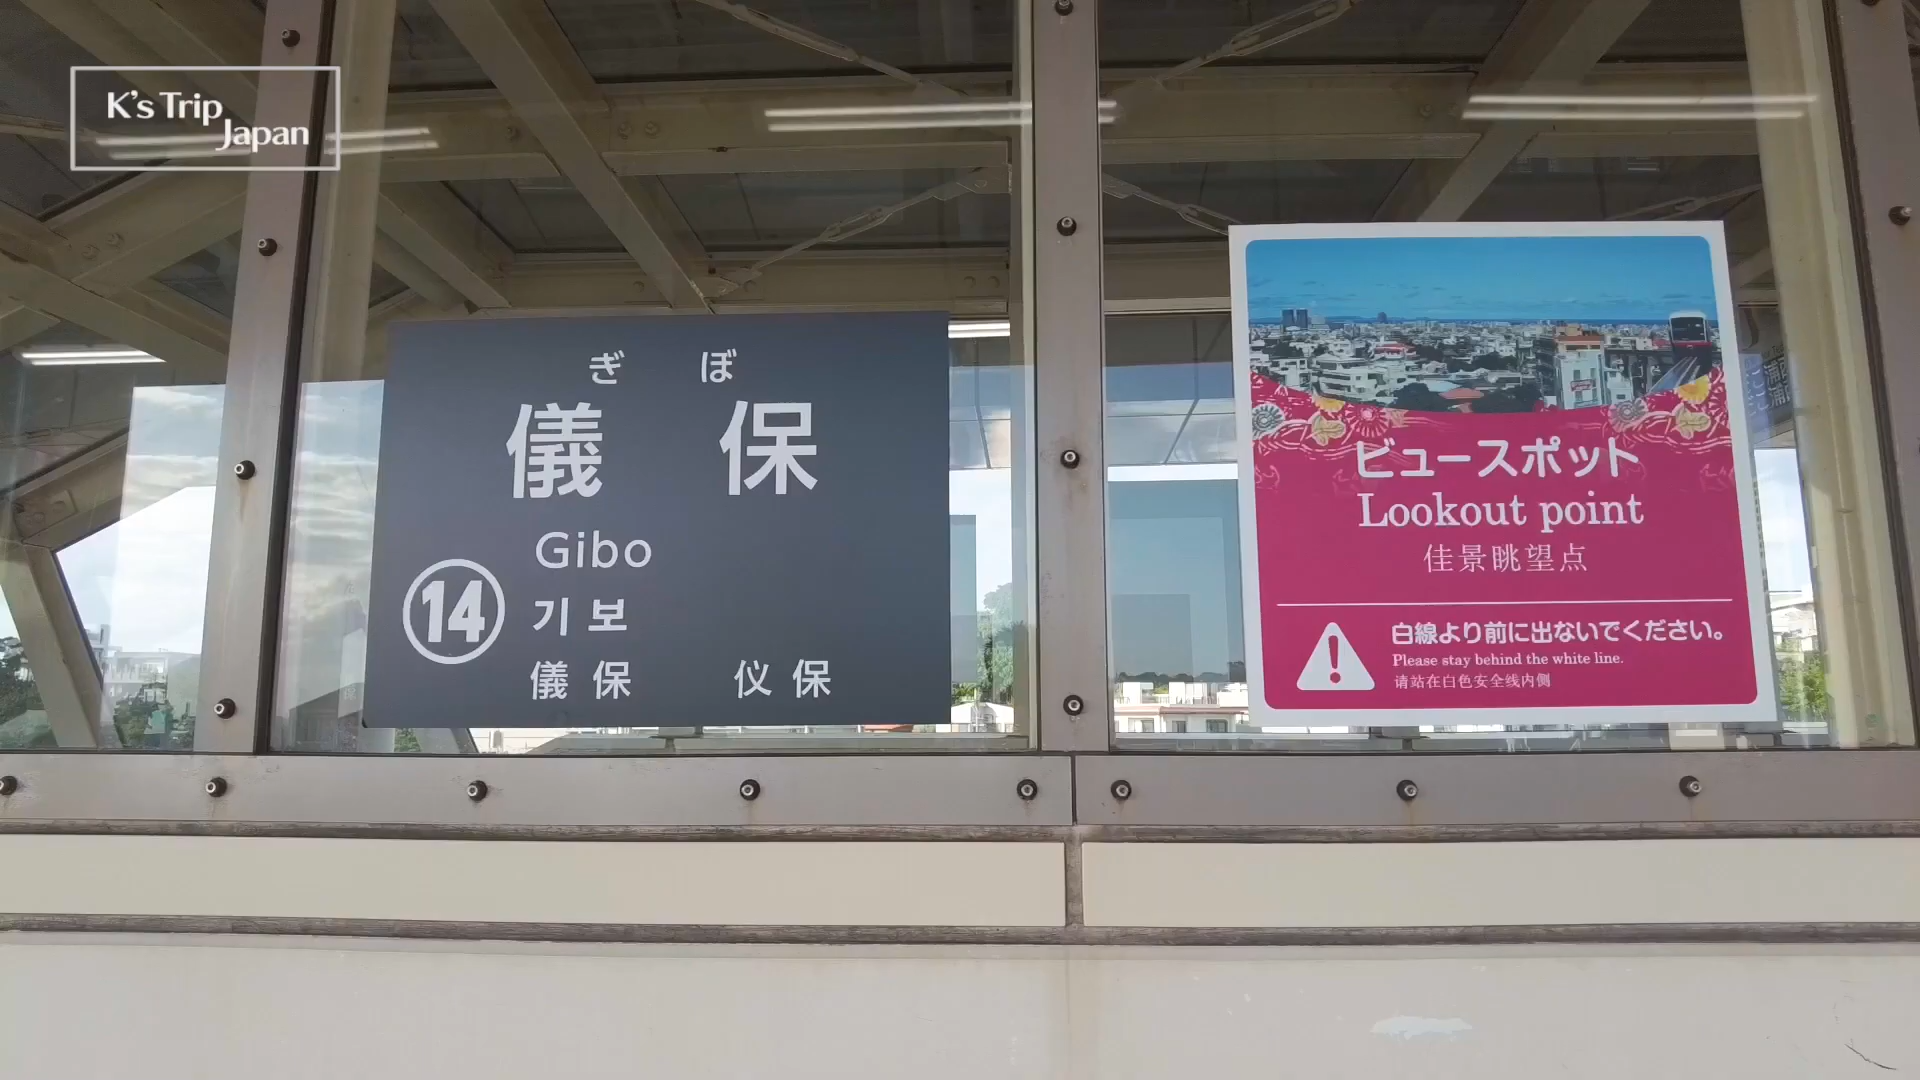 K's Trip
Japan
ぎ ぼ
儀 保
Gibo
14
기 보
儀 保 仪 保
ビュースポット
Lookout point
佳景眺望点
白線より前に出ないでください。
Please stay behind the white line.
请站在白色安全线内侧